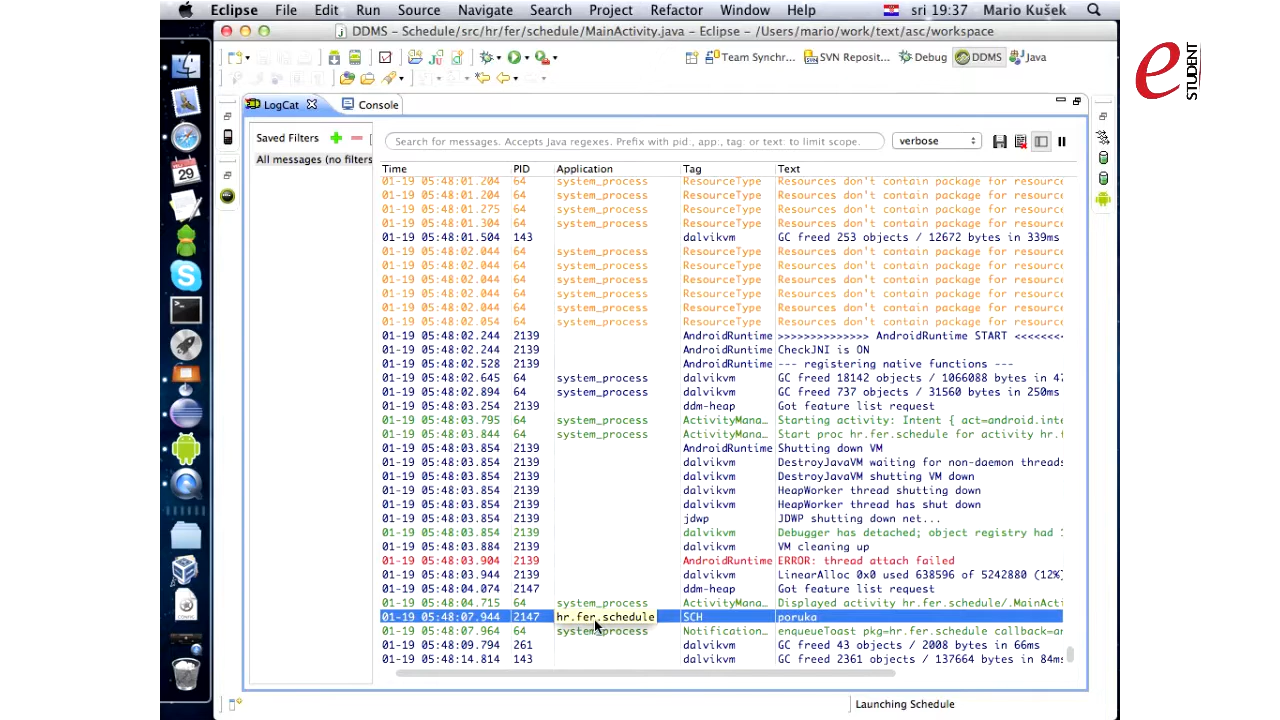 Eclipse File Edit Run Source Navigate Search Project Refactor Window Help sri 19:37 Mario Kušek
DDMS – Schedule/src/hr/fer/schedule/MainActivity.java – Eclipse – /Users/mario/work/text/asc/workspace
Team Synchr... SVN Reposit... Debug DDMS Java
e STUDENT
LogCat Console
Saved Filters
Search for messages. Accepts Java regexes. Prefix with pid:, app:, tag: or text: to limit scope.
verbose
All messages (no filters
Time PID Application Tag Text
01-19 05:48:01.204 64 system_process ResourceType Resources don't contain package for resourc
01-19 05:48:01.204 64 system_process ResourceType Resources don't contain package for resourc
01-19 05:48:01.275 64 system_process ResourceType Resources don't contain package for resourc
01-19 05:48:01.304 64 system_process ResourceType Resources don't contain package for resourc
01-19 05:48:01.504 143 dalvikvm GC freed 253 objects / 12672 bytes in 339ms
01-19 05:48:02.044 64 system_process ResourceType Resources don't contain package for resourc
01-19 05:48:02.044 64 system_process ResourceType Resources don't contain package for resourc
01-19 05:48:02.044 64 system_process ResourceType Resources don't contain package for resourc
01-19 05:48:02.044 64 system_process ResourceType Resources don't contain package for resourc
01-19 05:48:02.044 64 system_process ResourceType Resources don't contain package for resourc
01-19 05:48:02.054 64 system_process ResourceType Resources don't contain package for resourc
01-19 05:48:02.244 2139 AndroidRuntime >>>>>>>>>>>>>> AndroidRuntime START <<<<<<<<
01-19 05:48:02.244 2139 AndroidRuntime CheckJNI is ON
01-19 05:48:02.528 2139 AndroidRuntime --- registering native functions ---
01-19 05:48:02.645 64 system_process dalvikvm GC freed 18142 objects / 1066088 bytes in 47
01-19 05:48:02.894 64 system_process dalvikvm GC freed 737 objects / 31560 bytes in 250ms
01-19 05:48:03.254 2139 ddm-heap Got feature list request
01-19 05:48:03.795 64 system_process ActivityMana… Starting activity: Intent { act=android.inte
01-19 05:48:03.844 64 system_process ActivityMana… Start proc hr.fer.schedule for activity hr.f
01-19 05:48:03.854 2139 AndroidRuntime Shutting down VM
01-19 05:48:03.854 2139 dalvikvm DestroyJavaVM waiting for non-daemon threads
01-19 05:48:03.854 2139 dalvikvm DestroyJavaVM shutting VM down
01-19 05:48:03.854 2139 dalvikvm HeapWorker thread shutting down
01-19 05:48:03.854 2139 dalvikvm HeapWorker thread has shut down
01-19 05:48:03.854 2139 jdwp JDWP shutting down net...
01-19 05:48:03.854 2139 dalvikvm Debugger has detached; object registry had 1
01-19 05:48:03.884 2139 dalvikvm VM cleaning up
01-19 05:48:03.904 2139 AndroidRuntime ERROR: thread attach failed
01-19 05:48:03.944 2139 dalvikvm LinearAlloc 0x0 used 638596 of 5242880 (12%)
01-19 05:48:04.074 2147 ddm-heap Got feature list request
01-19 05:48:04.715 64 system_process ActivityMana… Displayed activity hr.fer.schedule/.MainActi
01-19 05:48:07.944 2147 hr.fer.schedule SCH poruka
01-19 05:48:07.964 64 system_process Notification… enqueueToast pkg=hr.fer.schedule callback=an
01-19 05:48:09.794 261 dalvikvm GC freed 43 objects / 2008 bytes in 66ms
01-19 05:48:14.814 143 dalvikvm GC freed 2361 objects / 137664 bytes in 84ms
Launching Schedule